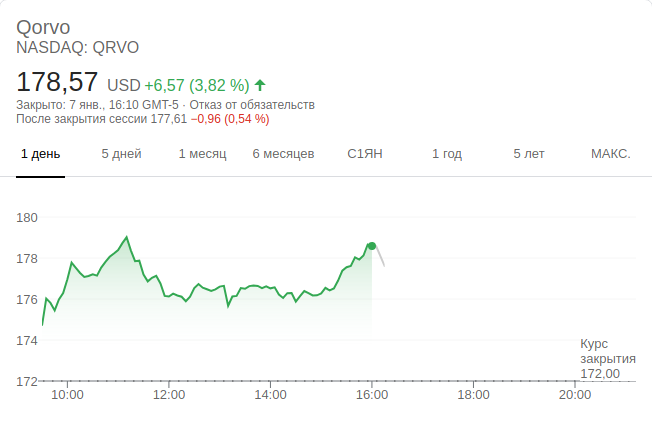 Qorvo
NASDAQ: QRVO
178,57 USD +6,57 (3,82 %)
Закрыто: 7 янв., 16:10 GMT-5 · Отказ от обязательств
После закрытия сессии 177,61 −0,96 (0,54 %)
1 день 5 дней 1 месяц 6 месяцев С1ЯН 1 год 5 лет МАКС.
180
178
176
174
Курс
закрытия
172,00
172
10:00 12:00 14:00 16:00 18:00 20:00